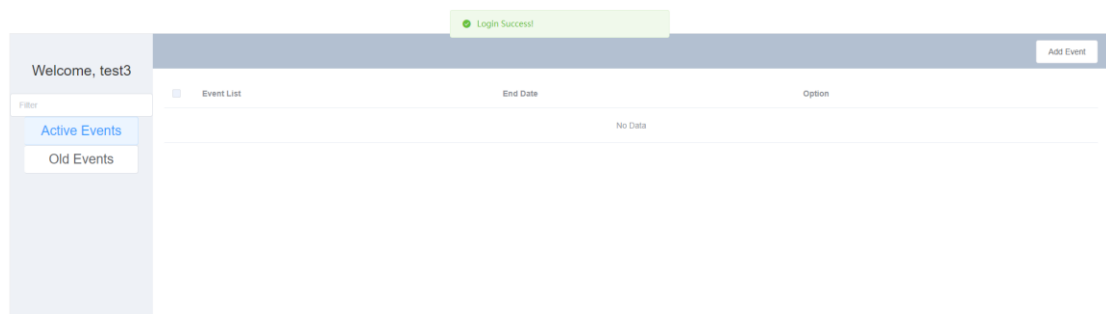 Login Success!
Add Event
Welcome, test3
Filter
Active Events
Old Events
Event List End Date Option
No Data